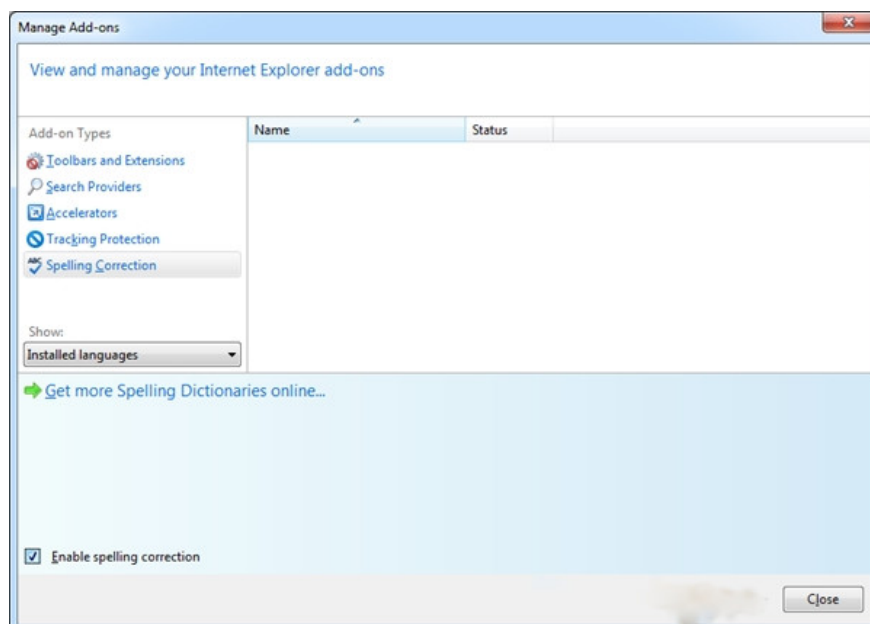 Manage Add-ons
View and manage your Internet Explorer add-ons
Add-on Types
Toolbars and Extensions
Search Providers
Accelerators
Tracking Protection
ABC
Spelling Correction
Show:
Installed languages
Name Status
Get more Spelling Dictionaries online...
Enable spelling correction
Close